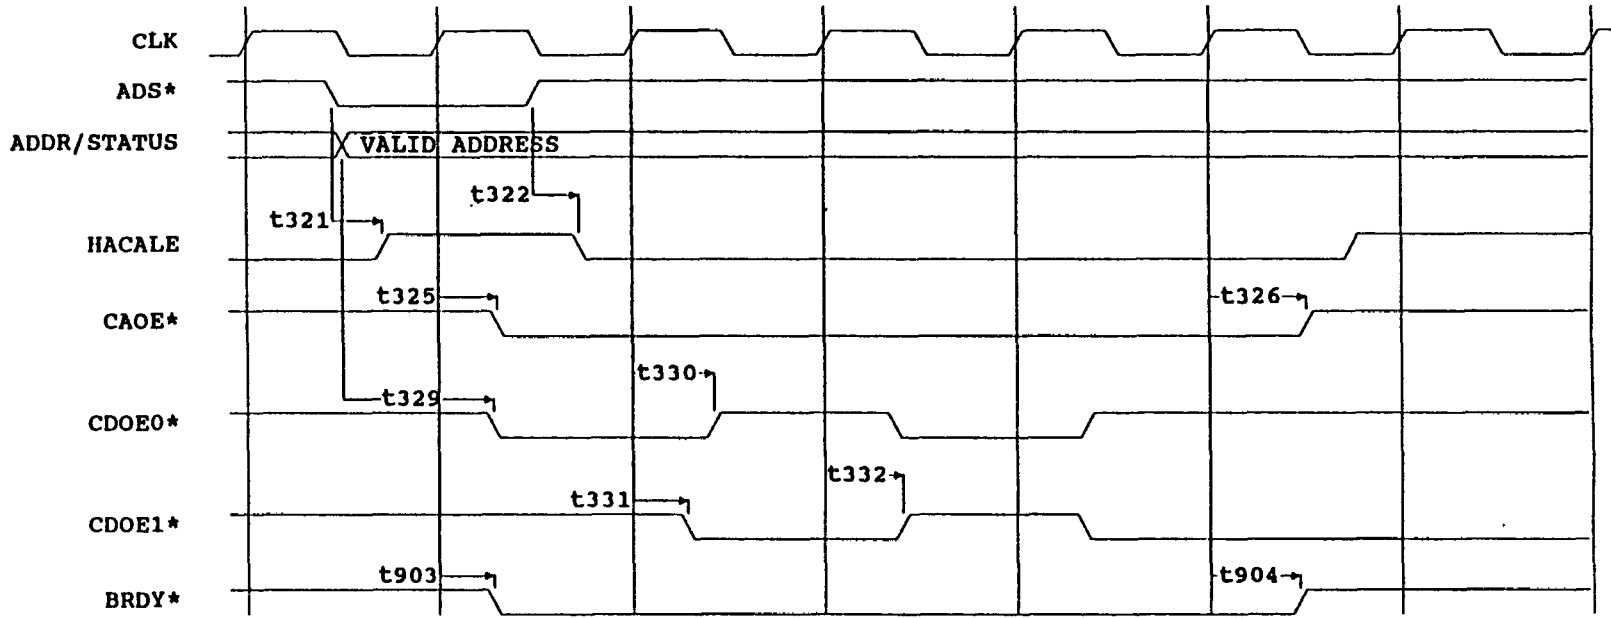 CLK
ADS*
ADDR/STATUS VALID ADDRESS
t322
t321
HACALE
t325 t326
CAOE*
t330
t329
CDOE0*
t332
t331
CDOE1*
t903 t904
BRDY*